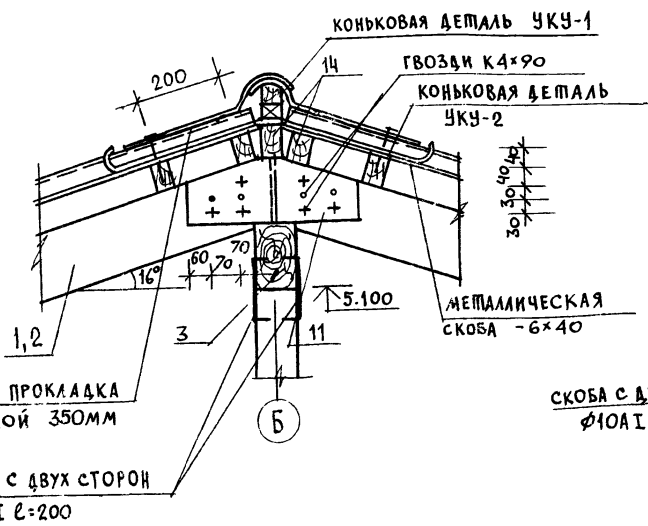 КОНЬКОВАЯ ДЕТАЛЬ УКУ-1
200
14
ГВОЗДИ К4×90
КОНЬКОВАЯ ДЕТАЛЬ
УКУ-2
40
40
30
30
60
70
70
16°
5.100
МЕТАЛЛИЧЕСКАЯ
СКОБА -6×40
1,2
3
11
ПРОКЛАДКА
ОЙ 350ММ
Б
СКОБА С Д
Ø10АI
С ДВУХ СТОРОН
I ℓ=200